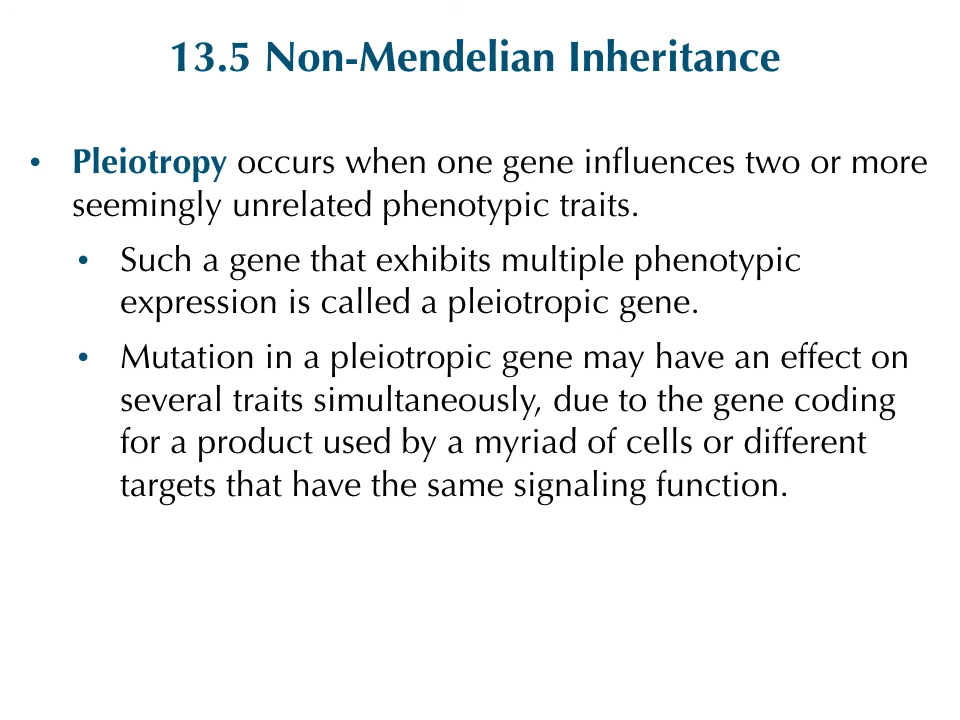 13.5 Non-Mendelian Inheritance
• Pleiotropy occurs when one gene influences two or more
seemingly unrelated phenotypic traits.
• Such a gene that exhibits multiple phenotypic
expression is called a pleiotropic gene.
• Mutation in a pleiotropic gene may have an effect on
several traits simultaneously, due to the gene coding
for a product used by a myriad of cells or different
targets that have the same signaling function.